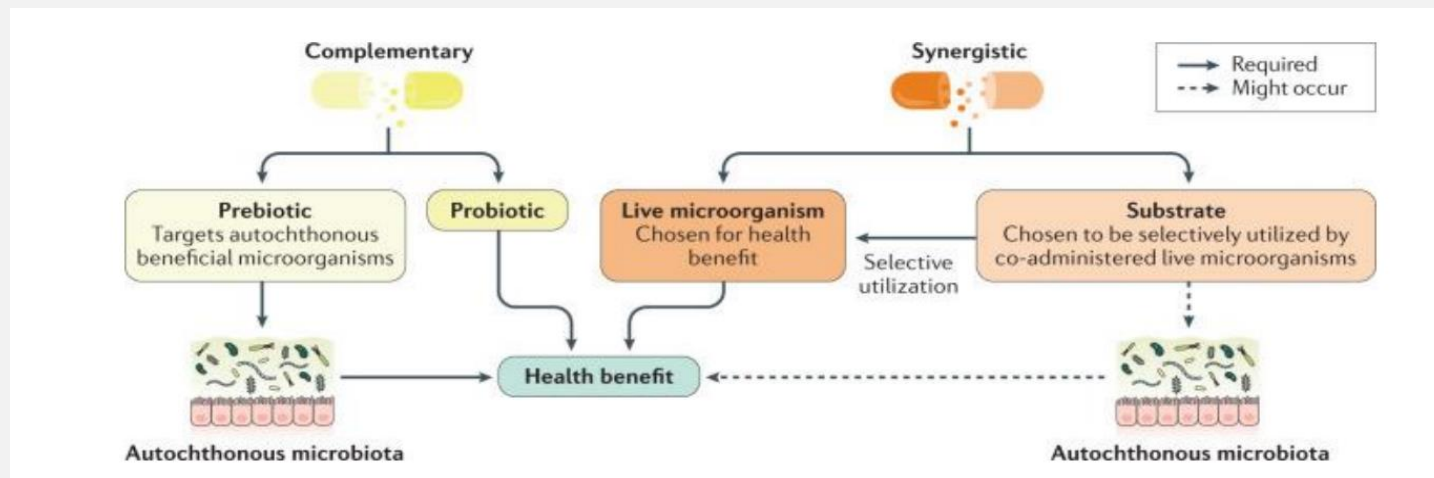 Complementary
Synergistic
Required
Might occur
Prebiotic
Targets autochthonous
beneficial microorganisms
Probiotic
Live microorganism
Chosen for health
benefit
Substrate
Chosen to be selectively utilized by
co-administered live microorganisms
Selective
utilization
Health benefit
Autochthonous microbiota
Autochthonous microbiota